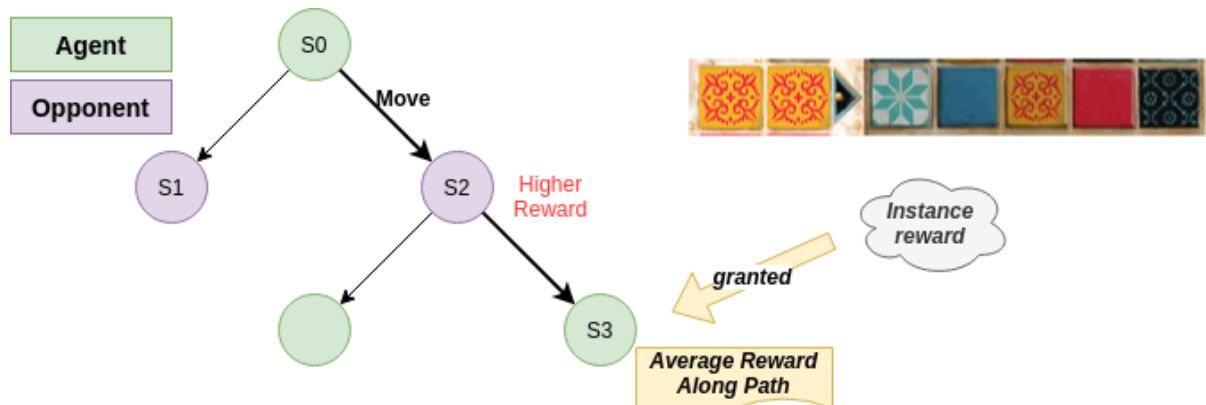 Agent
Opponent
S0
Move
S1
S2
Higher
Reward
Instance
reward
granted
S3
Average Reward
Along Path